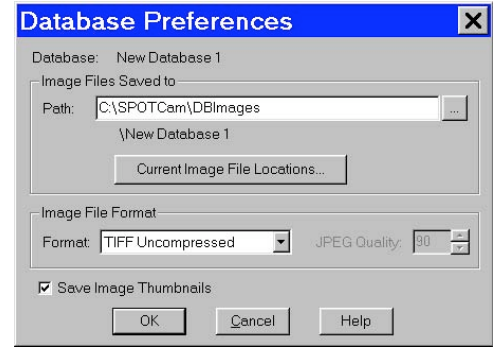 Database Preferences
Database: New Database 1
Image Files Saved to
Path: C:\SPOTCam\DBImages ...
\New Database 1
Current Image File Locations...
Image File Format
Format: TIFF Uncompressed JPEG Quality: 90
Save Image Thumbnails
OK Cancel Help